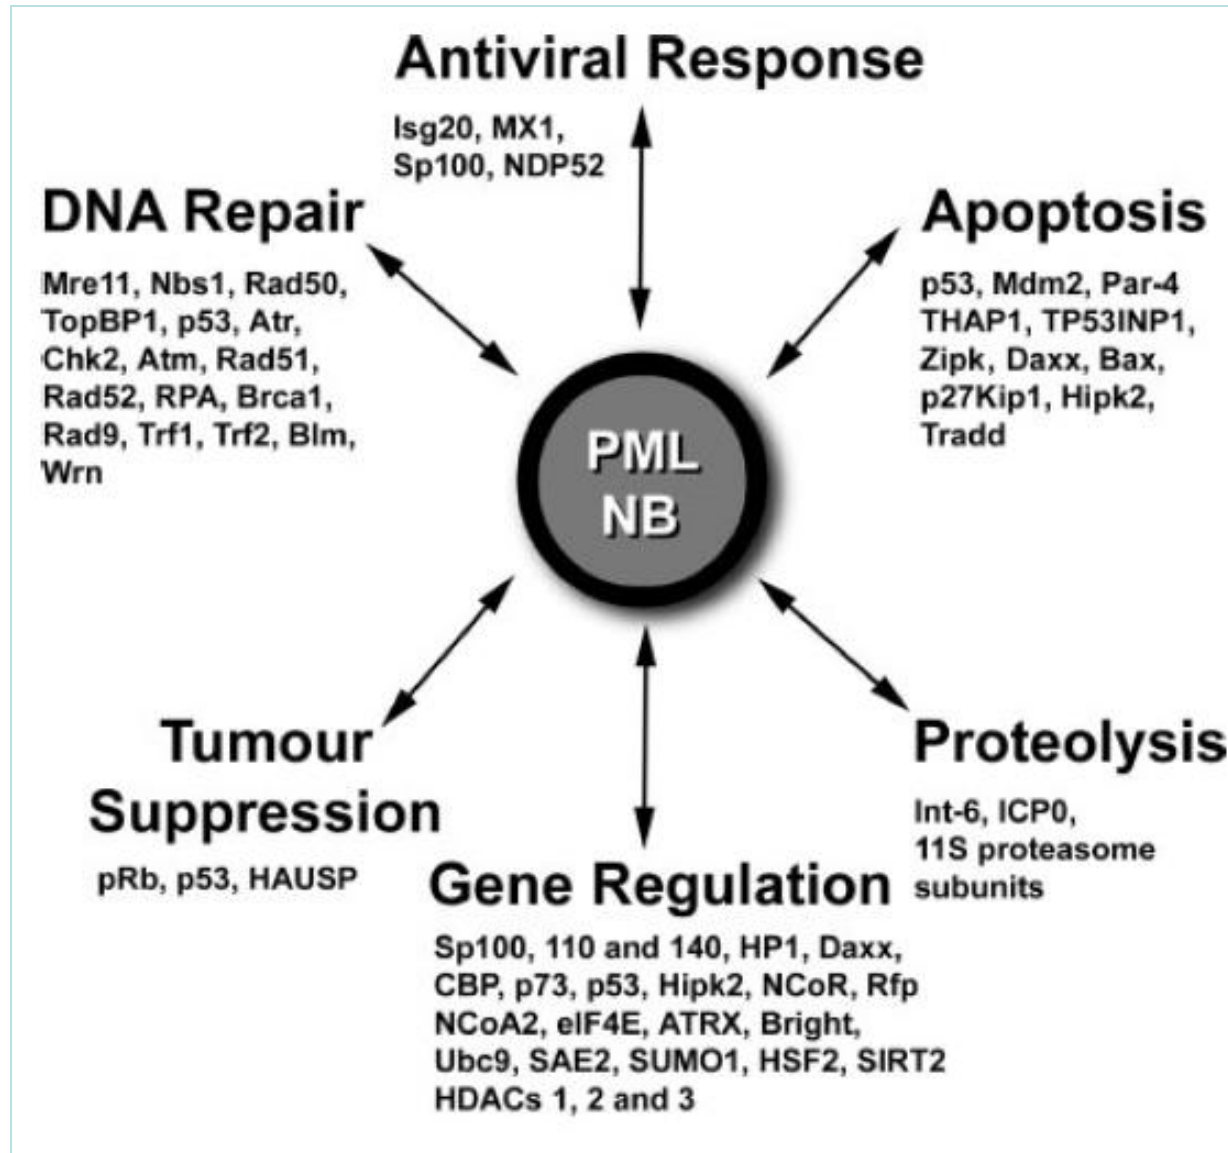 Antiviral Response
Isg20, MX1,
Sp100, NDP52
DNA Repair
Mre11, Nbs1, Rad50,
TopBP1, p53, Atr,
Chk2, Atm, Rad51,
Rad52, RPA, Brca1,
Rad9, Trf1, Trf2, Blm,
Wrn
Apoptosis
p53, Mdm2, Par-4
THAP1, TP53INP1,
Zipk, Daxx, Bax,
p27Kip1, Hipk2,
Tradd
PML
NB
Tumour
Suppression
pRb, p53, HAUSP
Gene Regulation
Sp100, 110 and 140, HP1, Daxx,
CBP, p73, p53, Hipk2, NCoR, Rfp
NCoA2, eIF4E, ATRX, Bright,
Ubc9, SAE2, SUMO1, HSF2, SIRT2
HDACs 1, 2 and 3
Proteolysis
Int-6, ICP0,
11S proteasome
subunits